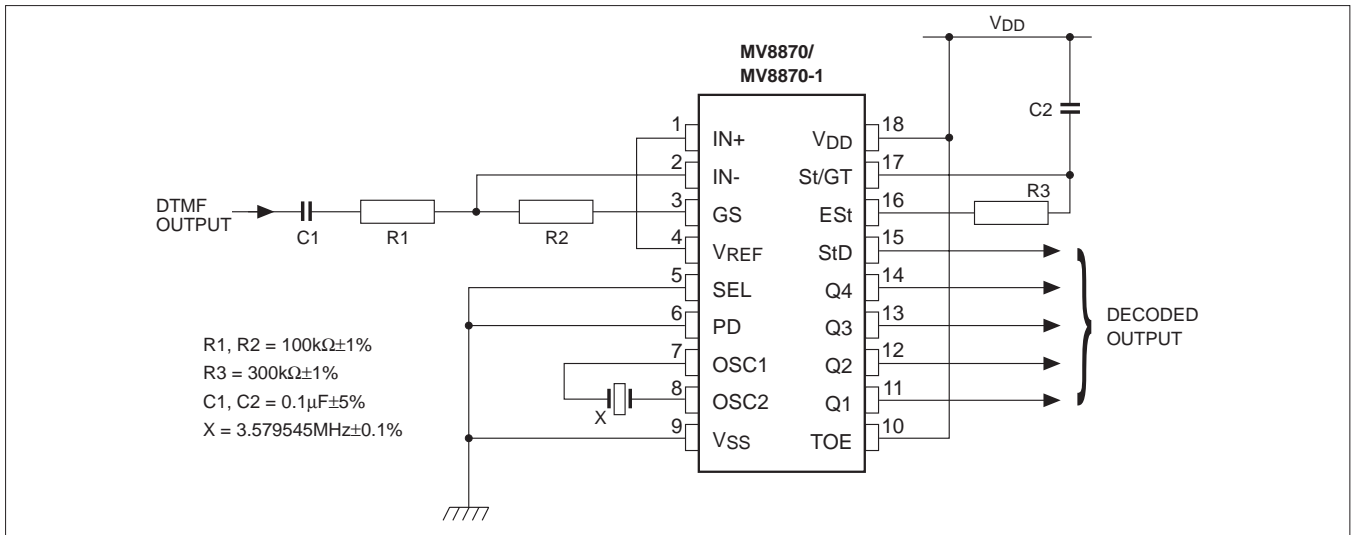 VDD
MV8870/
MV8870-1
C2
1 IN+ VDD 18
2 IN- St/GT 17
R3
DTMF
OUTPUT
C1
R1
R2
3 GS ESt 16
4 VREF StD 15
5 SEL Q4 14
6 PD Q3 13
7 OSC1 Q2 12
8 OSC2 Q1 11
X
9 VSS TOE 10
DECODED
OUTPUT
R1, R2 = 100kΩ±1%
R3 = 300kΩ±1%
C1, C2 = 0.1µF±5%
X = 3.579545MHz±0.1%